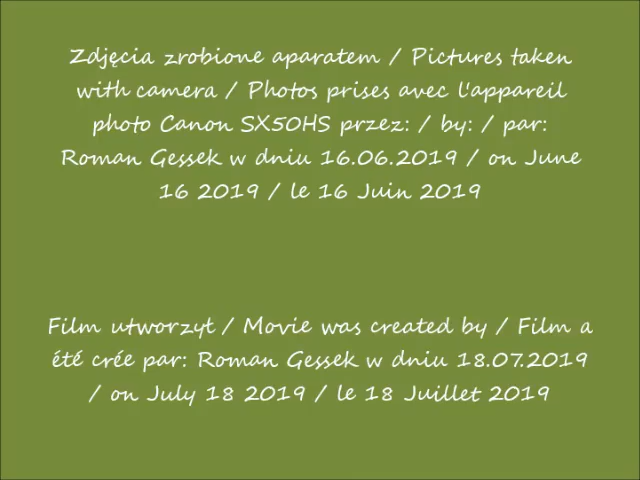 Zdjęcia zrobione aparatem / Pictures taken
with camera / Photos prises avec l'appareil
photo Canon SX50HS przez: / by: / par:
Roman Gessek w dniu 16.06.2019 / on June
16 2019 / le 16 Juin 2019
Film utworzył / Movie was created by / Film a
été crée par: Roman Gessek w dniu 18.07.2019
/ on July 18 2019 / le 18 Juillet 2019